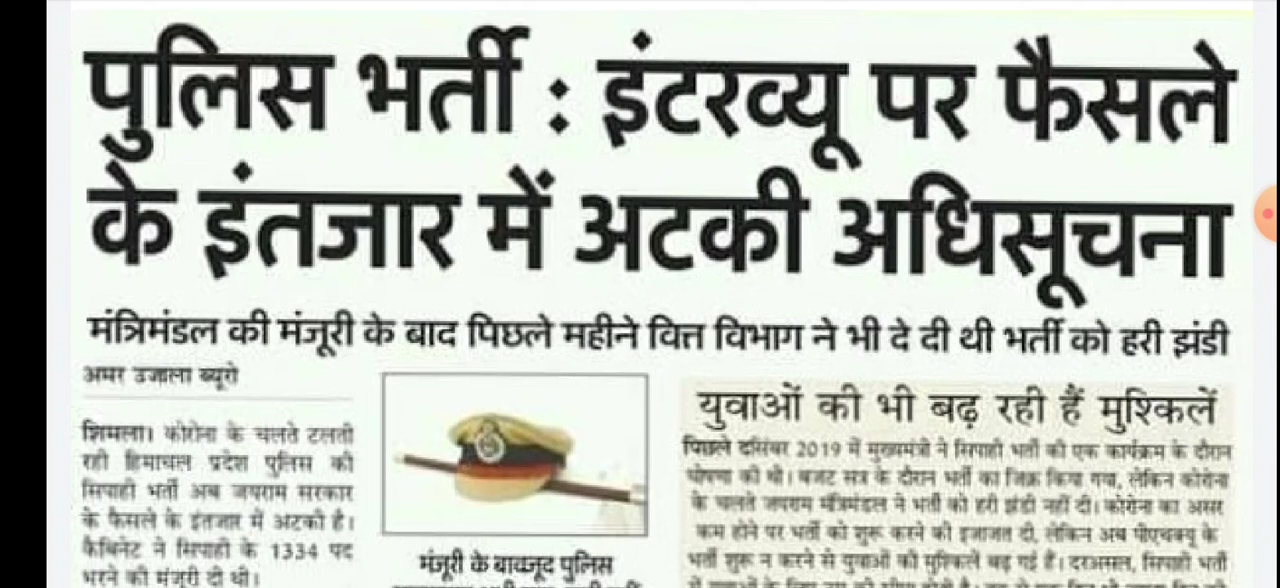 पुलिस भर्ती : इंटरव्यू पर फैसले
के इंतजार में अटकी अधिसूचना
मंत्रिमंडल की मंजूरी के बाद पिछले महीने वित्त विभाग ने भी दे दी थी भर्ती को हरी झंडी
अमर उजाला ब्यूरो
शिमला। कोरोना के चलते टलती
रही हिमाचल प्रदेश पुलिस की
सिपाही भर्ती अब जयराम सरकार
के फैसले के इंतजार में अटकी है।
कैबिनेट ने सिपाही के 1334 पद
भरने की मंजूरी दी थी।
मंजूरी के बावजूद पुलिस
युवाओं की भी बढ़ रही हैं मुश्किलें
पिछले दसिंबर 2019 में मुख्यमंत्री ने सिपाही भर्ती की एक कार्यक्रम के दौरान
घोषणा की थी। बजट सत्र के दौरान भर्ती का जिक्र किया गया, लेकिन कोरोना
के चलते जयराम मंत्रिमंडल ने भर्ती को हरी झंडी नहीं दी। कोरोना का असर
कम होने पर भर्ती को शुरू करने की इजाजत दी, लेकिन अब पीएचक्यू के
भर्ती शुरू न करने से युवाओं की मुश्किलें बढ़ गई हैं। दरअसल, सिपाही भर्ती